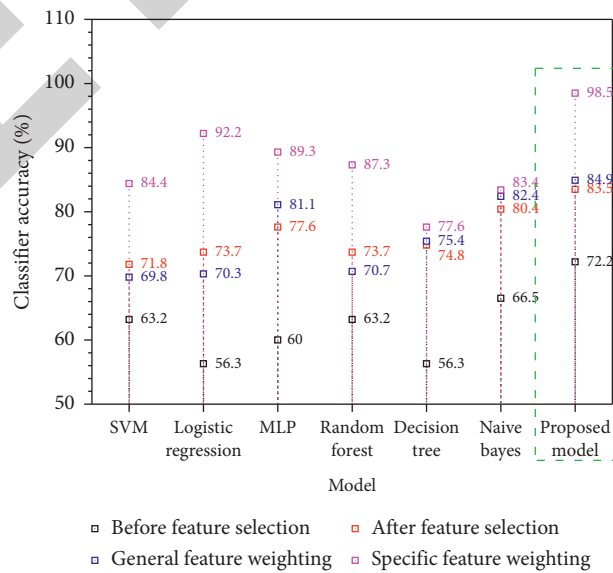 Classifier accuracy (%)
110
100
90
80
70
60
50
84.4
71.8
69.8
63.2
92.2
73.7
70.3
56.3
89.3
81.1
77.6
60
87.3
73.7
70.7
63.2
77.6
75.4
74.8
56.3
83.4
82.4
80.4
66.5
98.5
84.9
83.5
72.2
SVM
Logistic
regression
MLP
Random
forest
Decision
tree
Naive
bayes
Proposed
model
Model
Before feature selection
After feature selection
General feature weighting
Specific feature weighting